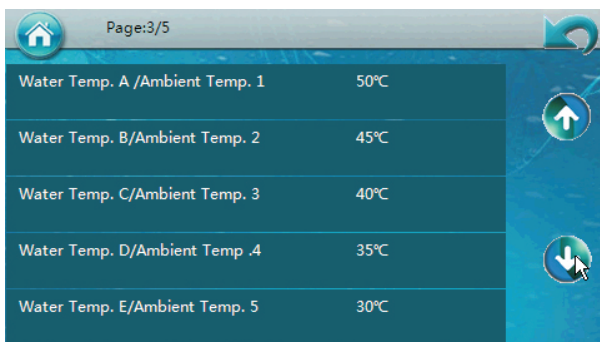 Page:3/5
Water Temp. A /Ambient Temp. 1 50℃
Water Temp. B/Ambient Temp. 2 45℃
Water Temp. C/Ambient Temp. 3 40℃
Water Temp. D/Ambient Temp .4 35℃
Water Temp. E/Ambient Temp. 5 30℃